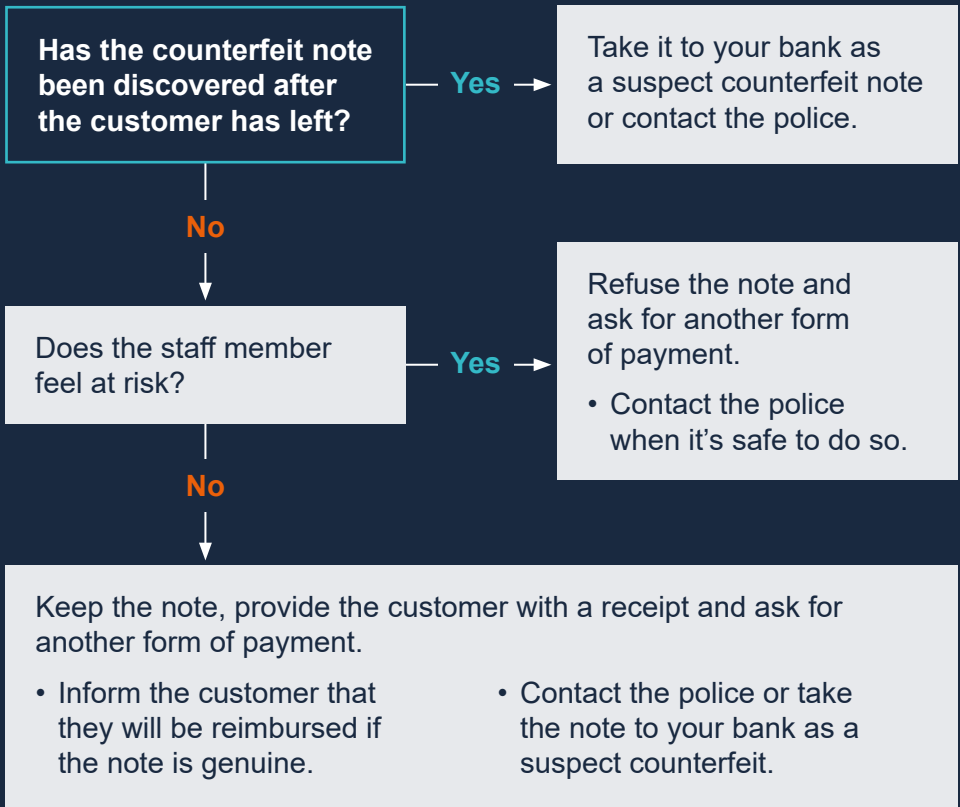 Has the counterfeit note
been discovered after
the customer has left?
Yes
Take it to your bank as
a suspect counterfeit note
or contact the police.
No
Does the staff member
feel at risk?
Yes
Refuse the note and
ask for another form
of payment.
• Contact the police
when it's safe to do so.
No
Keep the note, provide the customer with a receipt and ask for
another form of payment.
• Inform the customer that
they will be reimbursed if
the note is genuine.
• Contact the police or take
the note to your bank as a
suspect counterfeit.